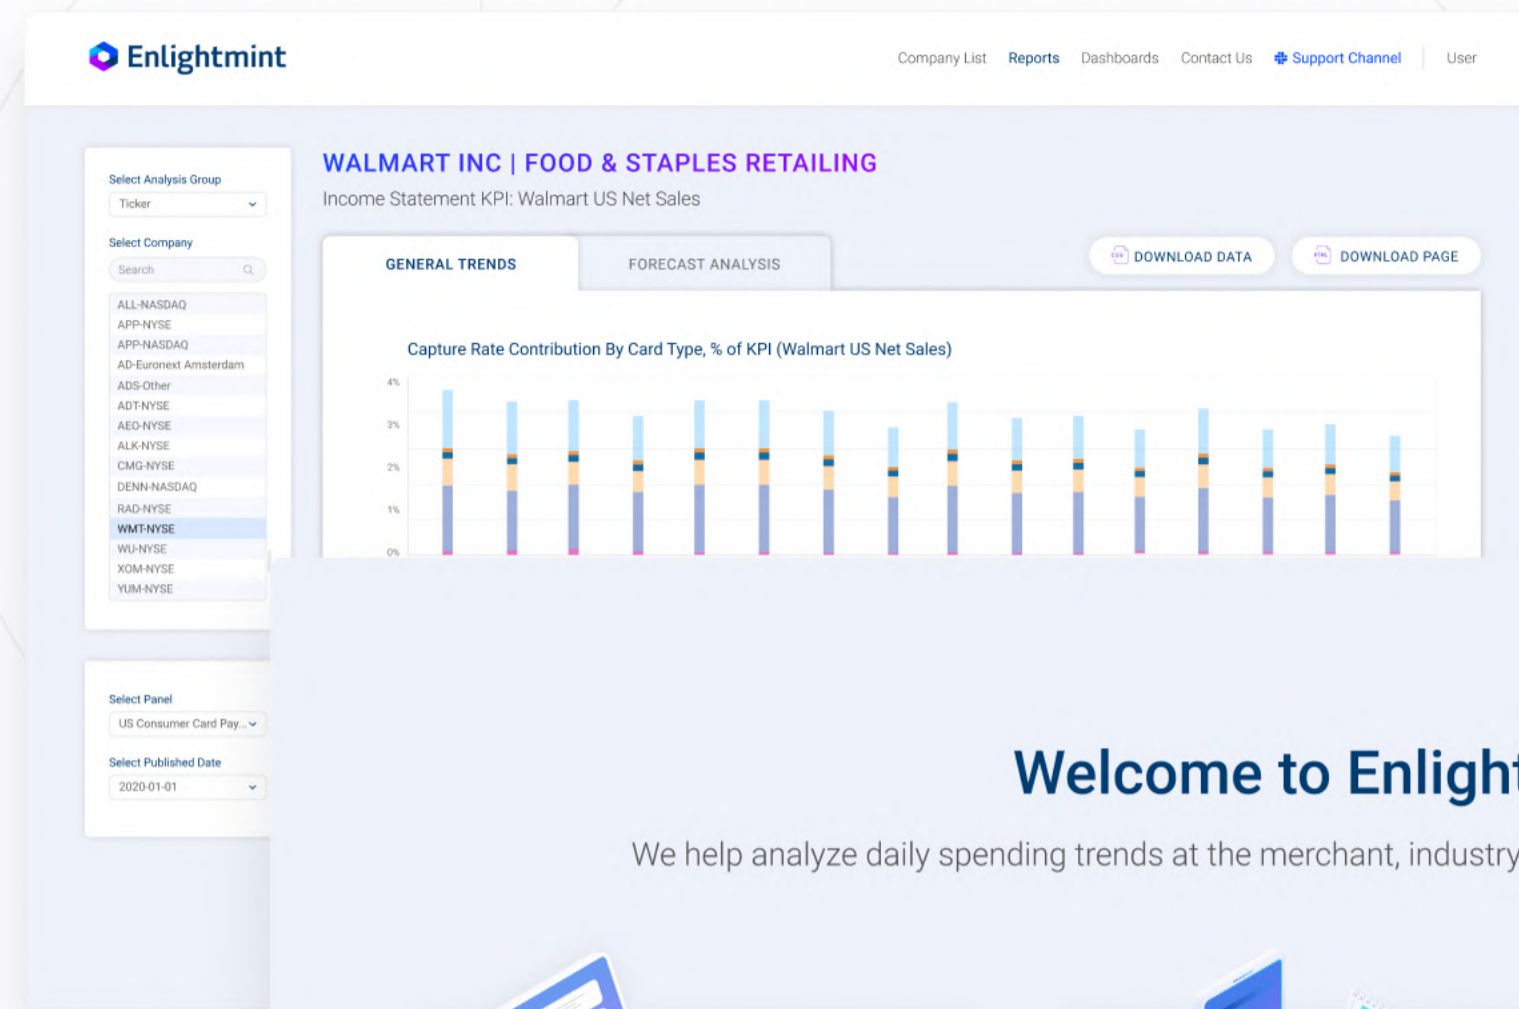 Enlightmint
Company List
Reports
Dashboards
Contact Us
Support Channel
User
Select Analysis Group
Ticker
Select Company
Search
ALL-NASDAQ
APP-NYSE
APP-NASDAQ
AD-Euronext Amsterdam
ADS-Other
ADT-NYSE
AEO-NYSE
ALK-NYSE
CMG-NYSE
DENN-NASDAQ
RAD-NYSE
WMT-NYSE
WU-NYSE
XOM-NYSE
YUM-NYSE
Select Panel
US Consumer Card Pay...
Select Published Date
2020-01-01
WALMART INC | FOOD & STAPLES RETAILING
Income Statement KPI: Walmart US Net Sales
GENERAL TRENDS
FORECAST ANALYSIS
CSV DOWNLOAD DATA
HTML DOWNLOAD PAGE
Capture Rate Contribution By Card Type, % of KPI (Walmart US Net Sales)
4%
3%
2%
1%
0%
Welcome to Enlight
We help analyze daily spending trends at the merchant, industry